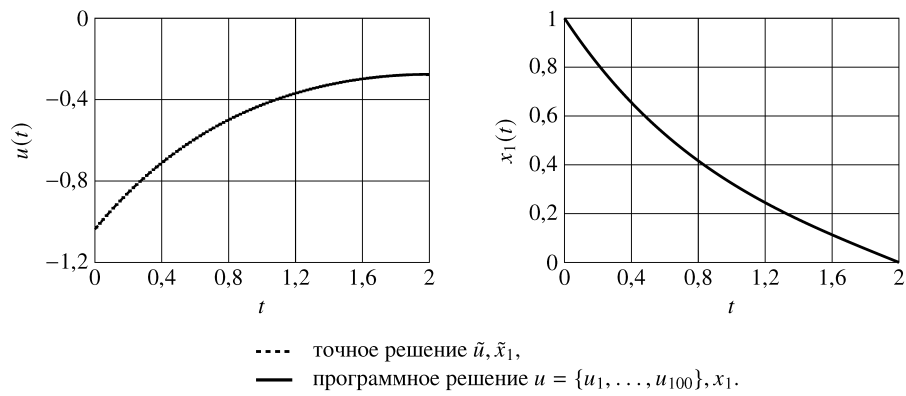 0
−0,4
−0,8
−1,2
u(t)
0 0,4 0,8 1,2 1,6 2
t
1
0,8
0,6
0,4
0,2
0
x₁(t)
0 0,4 0,8 1,2 1,6 2
t
точное решение ũ, x̃₁,
программное решение u = {u₁, . . . , u₁₀₀}, x₁.